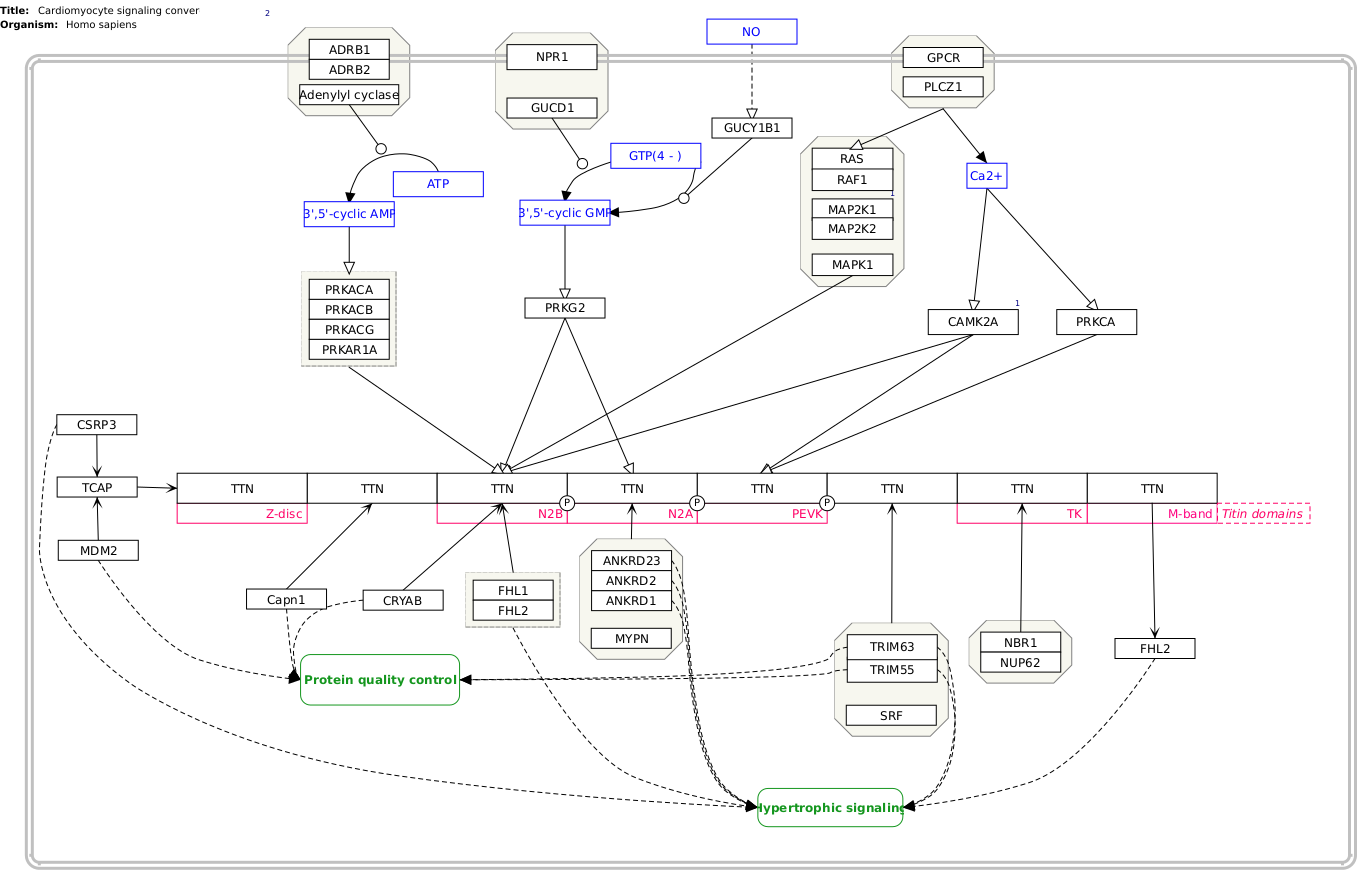 Title: Cardiomyocyte signaling conver
2
Organism: Homo sapiens
NO
ADRB1
ADRB2
Adenylyl cyclase
NPR1
GUCD1
GPCR
PLCZ1
GUCY1B1
GTP(4 - )
ATP
RAS
RAF1
1
MAP2K1
MAP2K2
MAPK1
Ca2+
3',5'-cyclic AMP
3',5'-cyclic GMP
PRKACA
PRKACB
PRKACG
PRKAR1A
PRKG2
1
CAMK2A
PRKCA
CSRP3
TCAP
MDM2
TTN TTN TTN TTN TTN TTN TTN TTN
P P P
Z-disc N2B N2A PEVK TK M-band Titin domains
Capn1
CRYAB
FHL1
FHL2
ANKRD23
ANKRD2
ANKRD1
MYPN
TRIM63
TRIM55
SRF
NBR1
NUP62
FHL2
Protein quality control
ypertrophic signaling